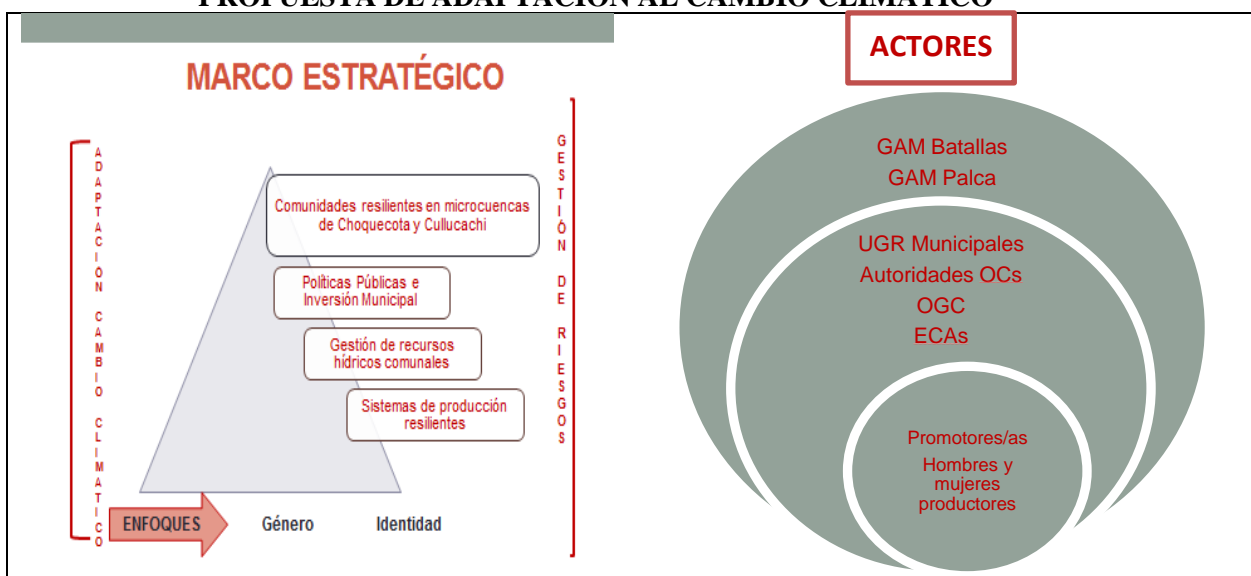 PROPUESTA DE ADAPTACIÓN AL CAMBIO CLIMÁTICO
MARCO ESTRATÉGICO
ADAPTACIÓN CAMBIO CLIMATICO
Comunidades resilientes en microcuencas
de Choquecota y Cullucachi
Políticas Públicas e
Inversión Municipal
Gestión de recursos
hídricos comunales
Sistemas de producción
resilientes
GESTIÓN DE RIESGOS
ENFOQUES
Género
Identidad
ACTORES
GAM Batallas
GAM Palca
UGR Municipales
Autoridades OCs
OGC
ECAs
Promotores/as
Hombres y
mujeres
productores